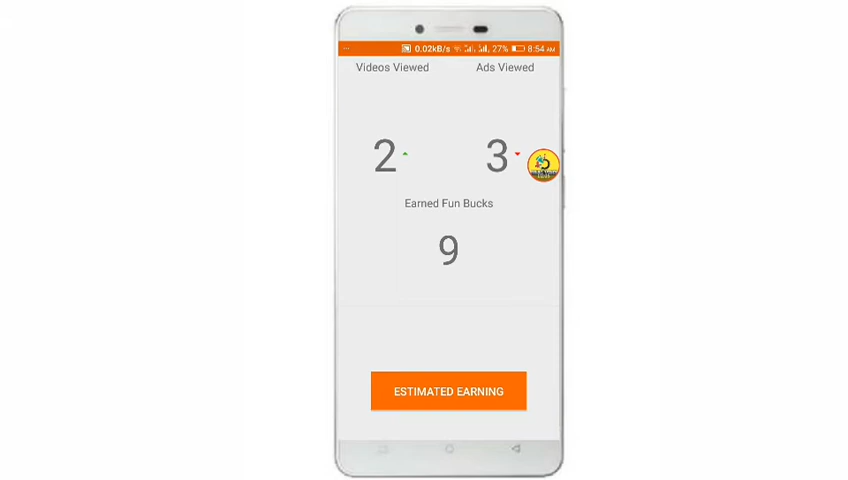 0.02kB/s 27% 8:54 AM
Videos Viewed Ads Viewed
2 3
Earned Fun Bucks
9
ESTIMATED EARNING